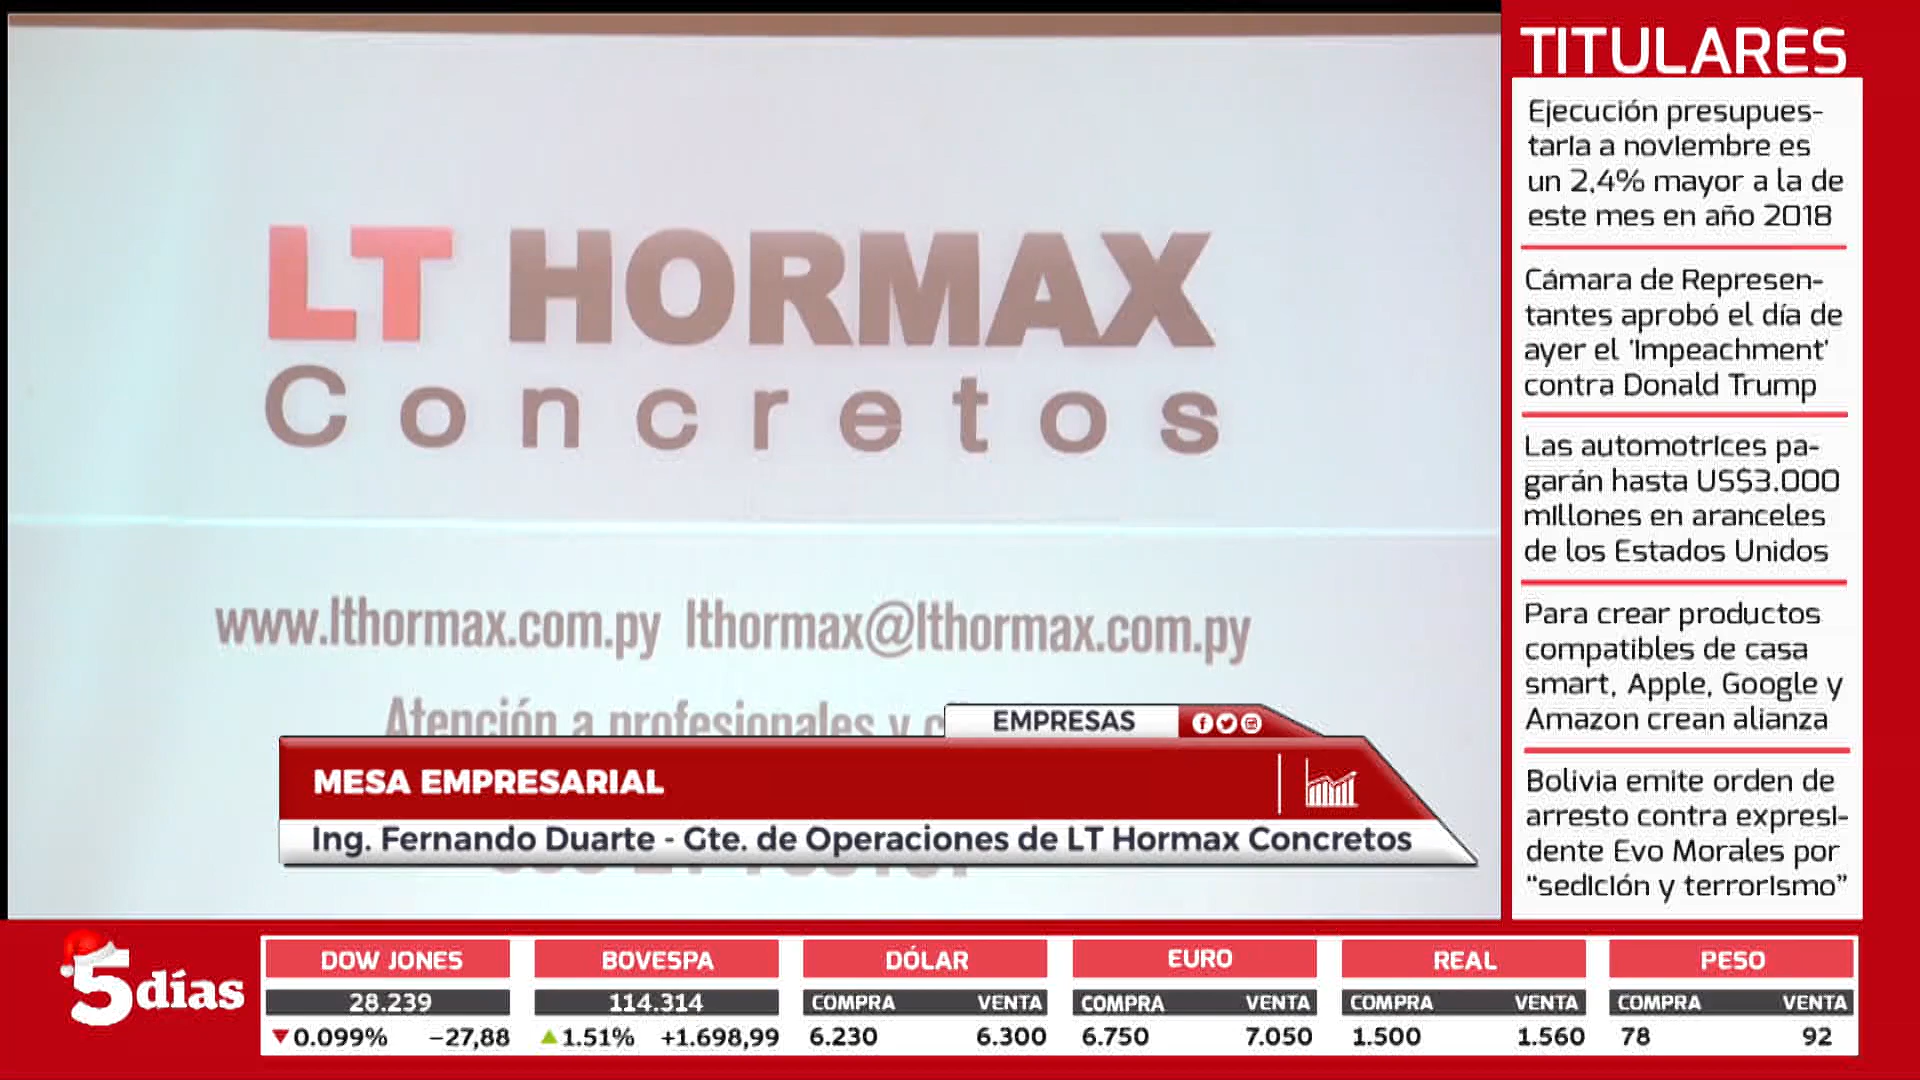 LT HORMAX
Concretos
www.lthormax.com.py lthormax@lthormax.com.py
Atención a profesionales y
EMPRESAS
MESA EMPRESARIAL
Ing. Fernando Duarte - Gte. de Operaciones de LT Hormax Concretos
TITULARES
Ejecución presupues-
taria a noviembre es
un 2,4% mayor a la de
este mes en año 2018
Cámara de Represen-
tantes aprobó el día de
ayer el 'Impeachment'
contra Donald Trump
Las automotrices pa-
garán hasta US$3.000
millones en aranceles
de los Estados Unidos
Para crear productos
compatibles de casa
smart, Apple, Google y
Amazon crean alianza
Bolivia emite orden de
arresto contra expresi-
dente Evo Morales por
“sedición y terrorismo”
5días
DOW JONES
28.239
0.099% -27,88
BOVESPA
114.314
1.51% +1.698,99
DÓLAR
COMPRA VENTA
6.230 6.300
EURO
COMPRA VENTA
6.750 7.050
REAL
COMPRA VENTA
1.500 1.560
PESO
COMPRA VENTA
78 92